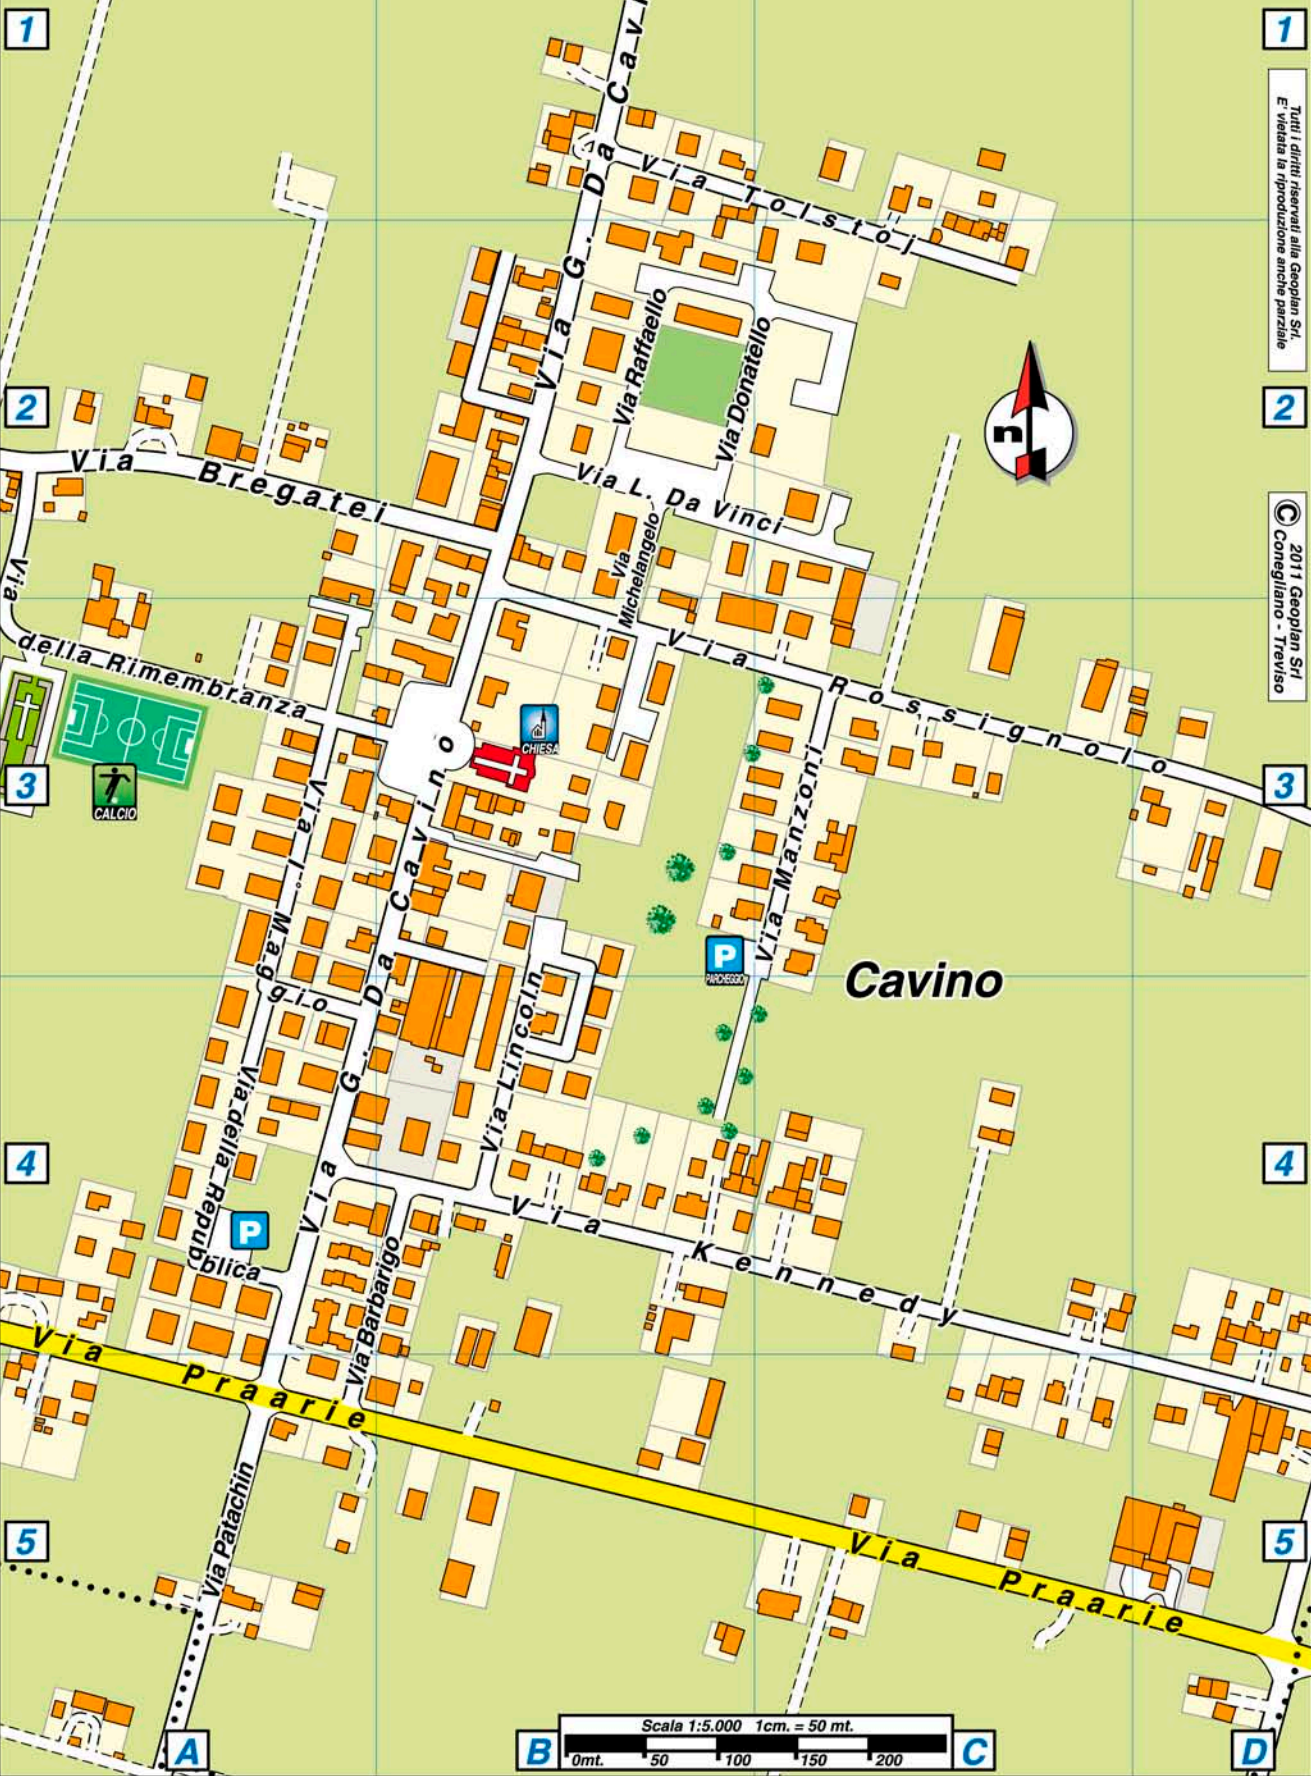 1
1
Tutti i diritti riservati alla Geoplan Srl.
E' vietata la riproduzione anche parziale
Via G. Da Cavi
Via Tolstoj
Via Raffaello
Via Donatello
2
2
n
Via Bregatei
Via L. Da Vinci
Via
Michelangelo
© 2011 Geoplan Srl
Conegliano - Treviso
Via
della Rimembranza
Via Rossignolo
CHIESA
3
3
CALCIO
Via G. Da Cavino
Via I° Maggio
Via Manzoni
P
PARCHEGGIO
Cavino
Via Lincoln
Via della Repubblica
4
4
P
Via Kennedy
Via Barbarigo
Via Praarie
Via Patachin
5
5
Via Praarie
Scala 1:5.000 1cm. = 50 mt.
0mt. 50 100 150 200
A
B
C
D